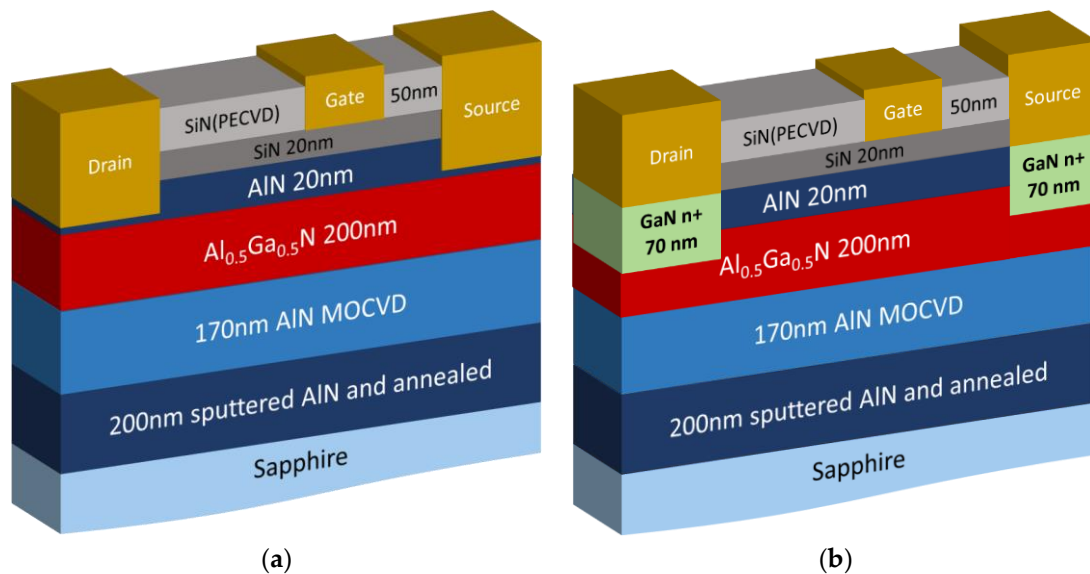 Drain
SiN(PECVD)
Gate
50nm
Source
SiN 20nm
AlN 20nm
Al₀.₅Ga₀.₅N 200nm
170nm AlN MOCVD
200nm sputtered AlN and annealed
Sapphire
(a)
Drain
SiN(PECVD)
Gate
50nm
Source
SiN 20nm
AlN 20nm
GaN n+
70 nm
GaN n+
70 nm
Al₀.₅Ga₀.₅N 200nm
170nm AlN MOCVD
200nm sputtered AlN and annealed
Sapphire
(b)